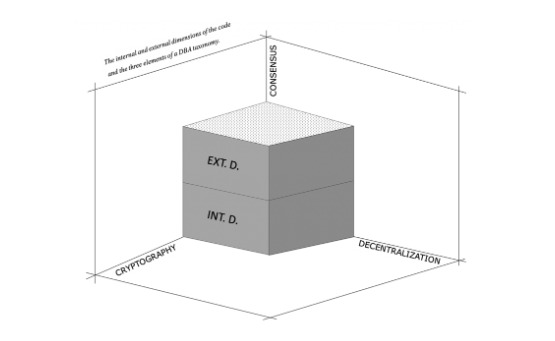 The internal and external dimensions of the code
and the three elements of a DBA taxonomy.
CONSENSUS
EXT. D.
INT. D.
CRYPTOGRAPHY
DECENTRALIZATION